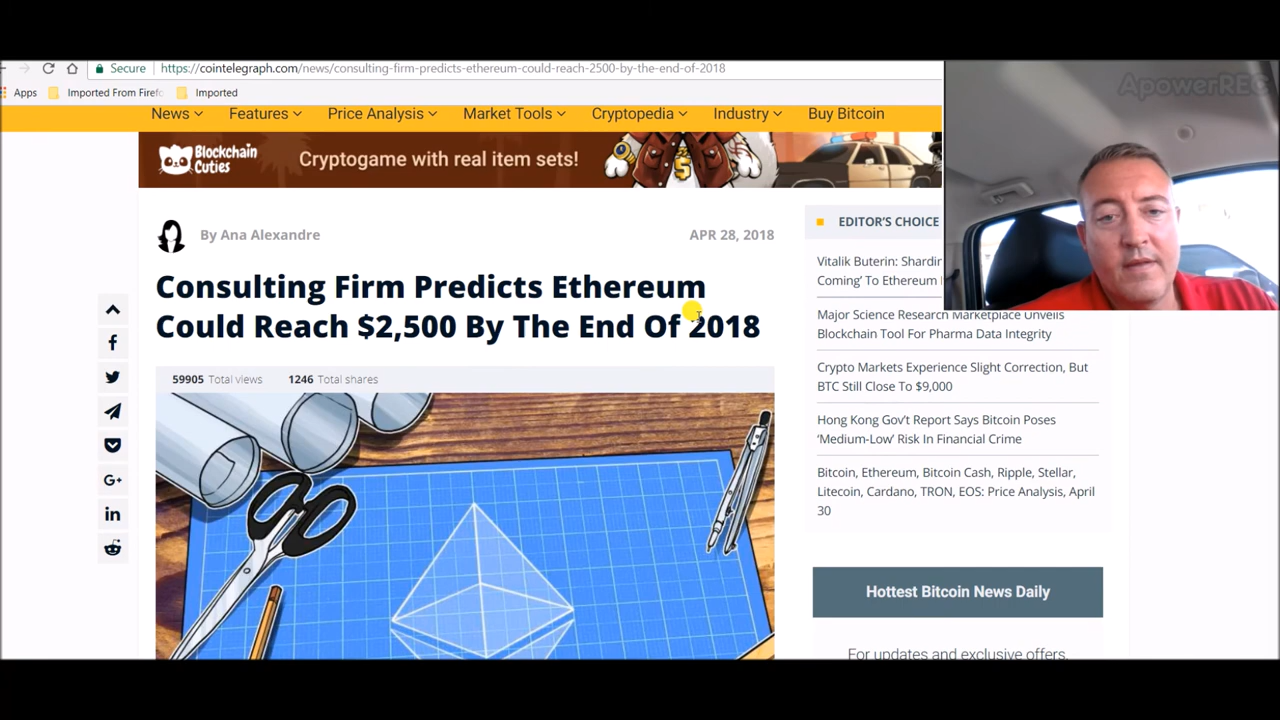 ApowerREC
Secure https://cointelegraph.com/news/consulting-firm-predicts-ethereum-could-reach-2500-by-the-end-of-2018
Apps Imported From Firefo Imported
News Features Price Analysis Market Tools Cryptopedia Industry Buy Bitcoin
BLOCKCHAIN CUTIES
Cryptogame with real item sets!
By Ana Alexandre APR 28, 2018
Consulting Firm Predicts Ethereum
Could Reach $2,500 By The End Of 2018
59905 Total views 1246 Total shares
EDITOR'S CHOICE
Vitalik Buterin: Shardin
Coming' To Ethereum
Major Science Research Marketplace Unveils
Blockchain Tool For Pharma Data Integrity
Crypto Markets Experience Slight Correction, But
BTC Still Close To $9,000
Hong Kong Gov't Report Says Bitcoin Poses
'Medium-Low' Risk In Financial Crime
Bitcoin, Ethereum, Bitcoin Cash, Ripple, Stellar,
Litecoin, Cardano, TRON, EOS: Price Analysis, April
30
Hottest Bitcoin News Daily
For updates and exclusive offers,